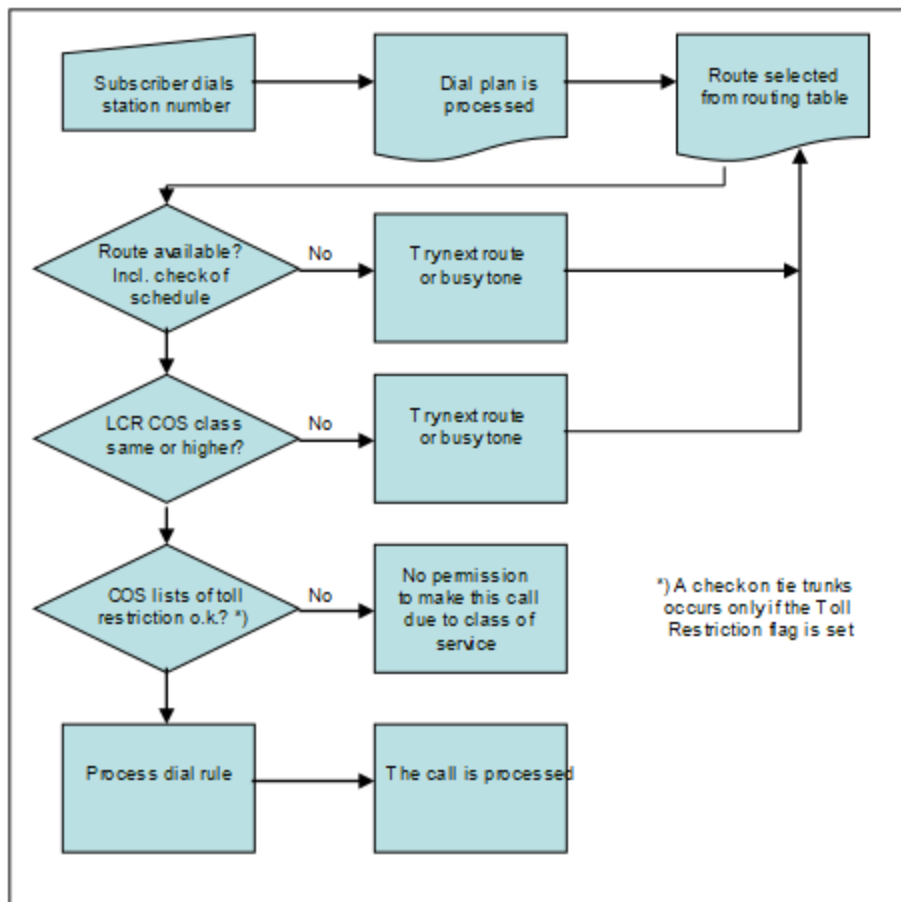 Subscriber dials
station number
Dial plan is
processed
Route selected
from routing table
Route available?
Incl. check of
schedule
No
Try next route
or busy tone
LCR COS class
same or higher?
No
Try next route
or busy tone
COS lists of toll
restriction o.k.? *)
No
No permission
to make this call
due to class of
service
*) A check on tie trunks
occurs only if the Toll
Restriction flag is set
Process dial rule
The call is processed